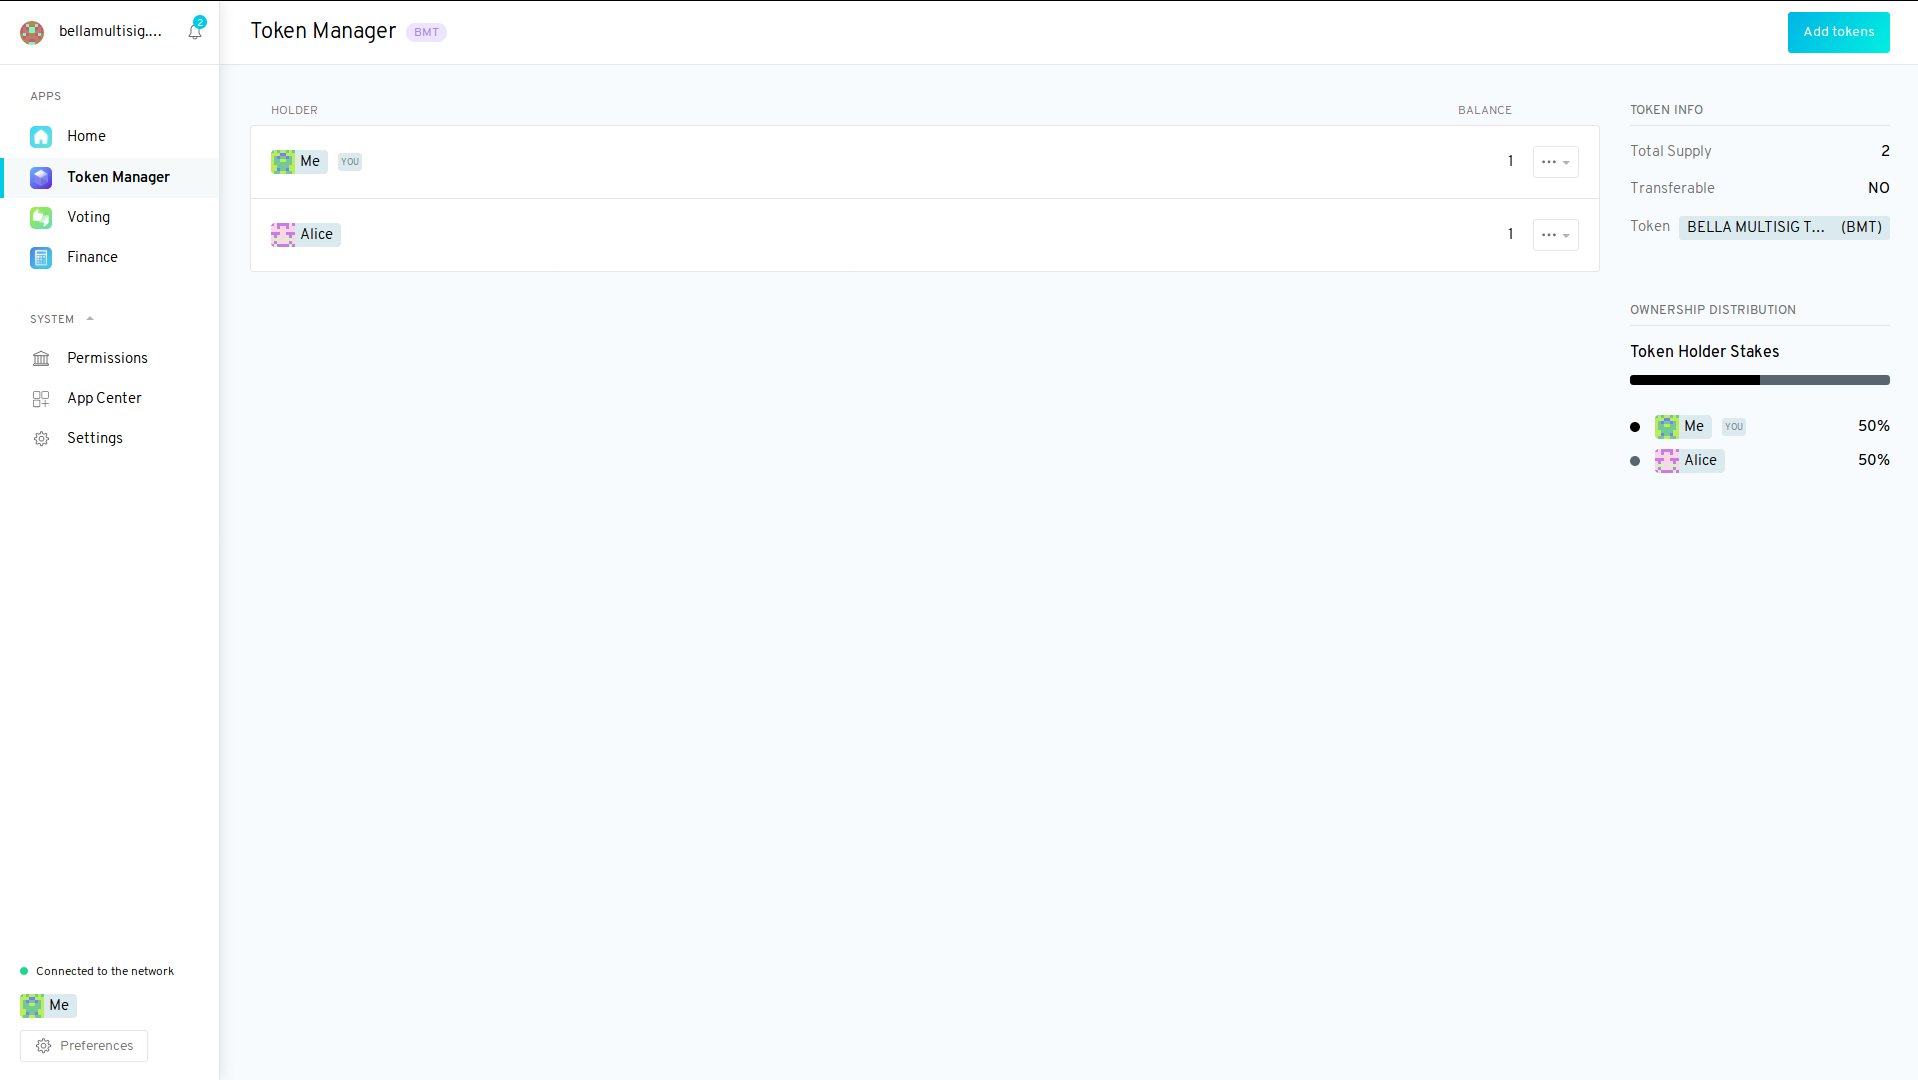 bellamultisig....
2
Token Manager BMT
Add tokens
APPS
Home
Token Manager
Voting
Finance
SYSTEM
Permissions
App Center
Settings
Connected to the network
Me
Preferences
HOLDER BALANCE
Me YOU 1
Alice 1
TOKEN INFO
Total Supply 2
Transferable NO
Token BELLA MULTISIG T... (BMT)
OWNERSHIP DISTRIBUTION
Token Holder Stakes
Me YOU 50%
Alice 50%